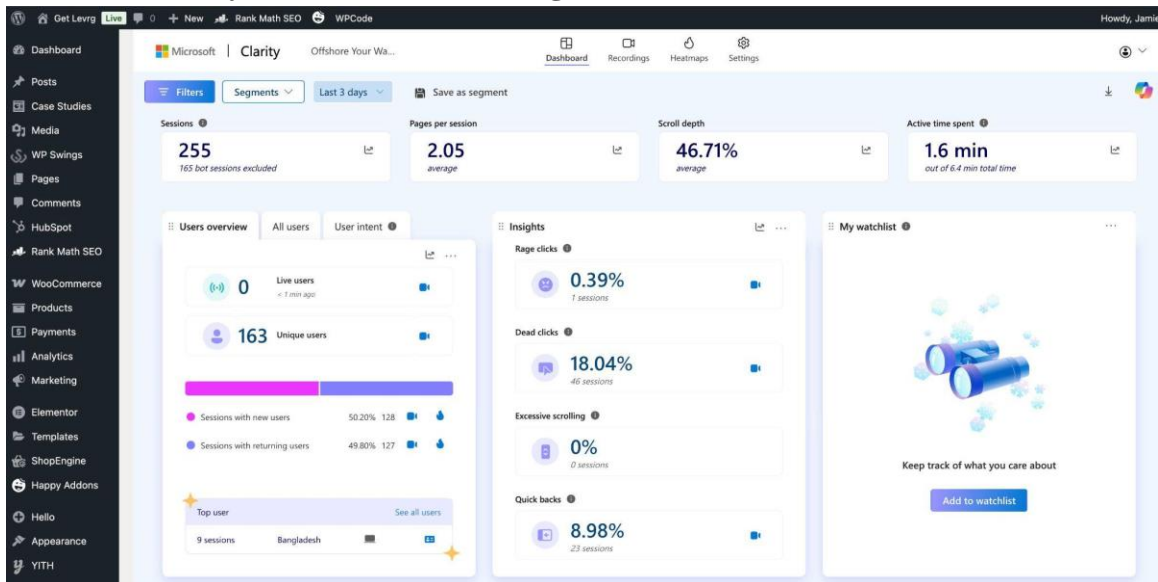 Get Levrg Live 0 + New Rank Math SEO WPCode Howdy, Jamie
Dashboard
Posts
Case Studies
Media
WP Swings
Pages
Comments
HubSpot
Rank Math SEO
WooCommerce
Products
Payments
Analytics
Marketing
Elementor
Templates
ShopEngine
Happy Addons
Hello
Appearance
YITH
Microsoft | Clarity Offshore Your Wa...
Dashboard Recordings Heatmaps Settings
Filters Segments Last 3 days Save as segment
Sessions
255
165 bot sessions excluded
Pages per session
2.05
average
Scroll depth
46.71%
average
Active time spent
1.6 min
out of 6.4 min total time
Users overview All users User intent
0 Live users
< 1 min ago
163 Unique users
Sessions with new users 50.20% 128
Sessions with returning users 49.80% 127
Top user See all users
9 sessions Bangladesh
Insights
Rage clicks
0.39%
1 sessions
Dead clicks
18.04%
46 sessions
Excessive scrolling
0%
0 sessions
Quick backs
8.98%
23 sessions
My watchlist
Keep track of what you care about
Add to watchlist